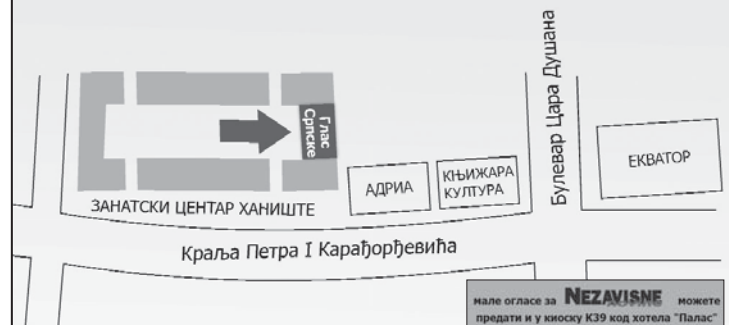 Булевар Цара Душана
Глас
Српске
ЗАНАТСКИ ЦЕНТАР ХАНИШТЕ
АДРИА
КЊИЖАРА
КУЛТУРА
ЕКВАТОР
Краља Петра I Карађорђевића
мале огласе за NEZAVISNE можете
предати и у киоску К39 код хотела "Палас"